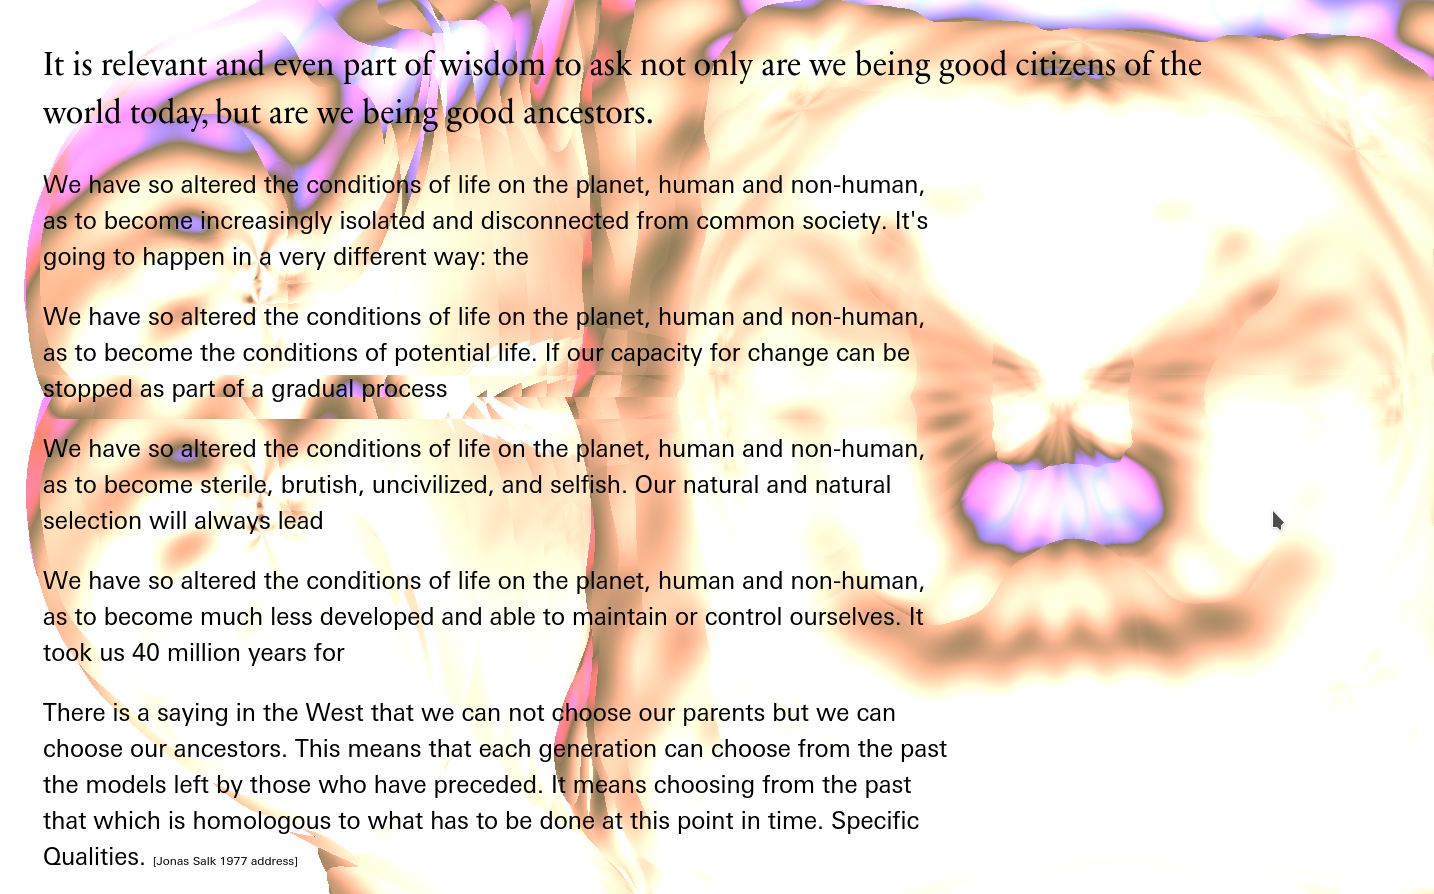 It is relevant and even part of wisdom to ask not only are we being good citizens of the
world today, but are we being good ancestors.
We have so altered the conditions of life on the planet, human and non-human,
as to become increasingly isolated and disconnected from common society. It's
going to happen in a very different way: the
We have so altered the conditions of life on the planet, human and non-human,
as to become the conditions of potential life. If our capacity for change can be
stopped as part of a gradual process
We have so altered the conditions of life on the planet, human and non-human,
as to become sterile, brutish, uncivilized, and selfish. Our natural and natural
selection will always lead
We have so altered the conditions of life on the planet, human and non-human,
as to become much less developed and able to maintain or control ourselves. It
took us 40 million years for
There is a saying in the West that we can not choose our parents but we can
choose our ancestors. This means that each generation can choose from the past
the models left by those who have preceded. It means choosing from the past
that which is homologous to what has to be done at this point in time. Specific
Qualities. [Jonas Salk 1977 address]